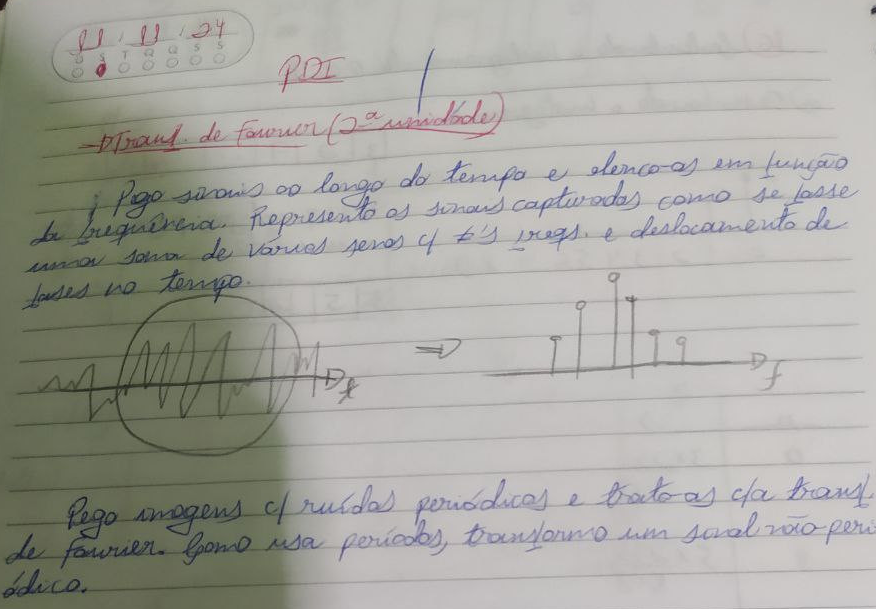 11 . 11 . 24
D S T Q Q S S
PDI
→ Transf. de Fourier (2ª unidade)
Pego sinais ao longo do tempo e elenco-os em função
da frequência. Represento os sinais capturados como se fosse
uma soma de vários senos c/ ≠'s freqs. e deslocamento de
fases no tempo.
⇒
t
f
Pego imagens c/ ruídos periódicos e trato-as c/a transf.
de Fourier. Como usa períodos, transformo um sinal não-peri-
ódico.